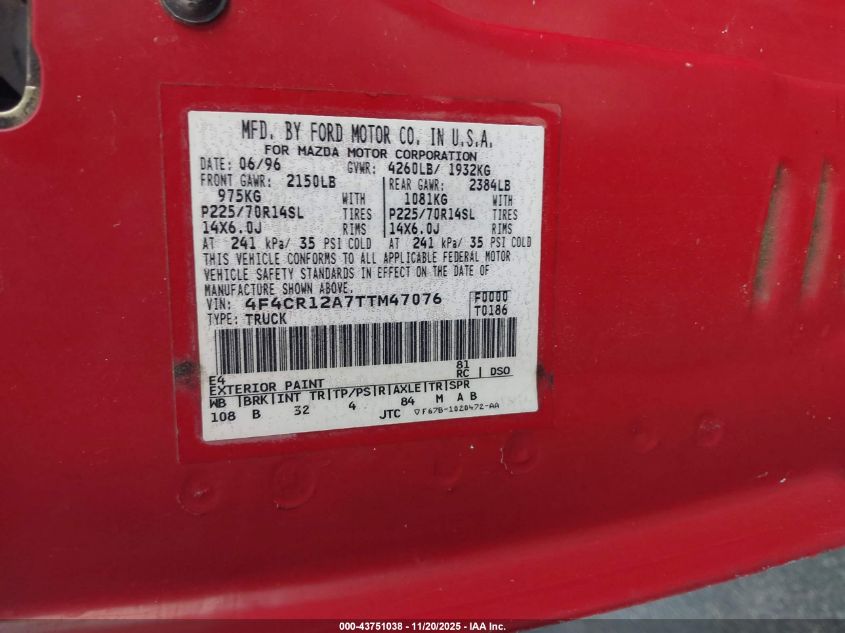 MFD. BY FORD MOTOR CO. IN U.S.A.
FOR MAZDA MOTOR CORPORATION
DATE: 06/96 GVWR: 4260LB/ 1932KG
FRONT GAWR: 2150LB REAR GAWR: 2384LB
975KG WITH 1081KG WITH
P225/70R14SL TIRES P225/70R14SL TIRES
14X6.0J RIMS 14X6.0J RIMS
AT 241 kPa/ 35 PSI COLD AT 241 kPa/ 35 PSI COLD
THIS VEHICLE CONFORMS TO ALL APPLICABLE FEDERAL MOTOR
VEHICLE SAFETY STANDARDS IN EFFECT ON THE DATE OF
MANUFACTURE SHOWN ABOVE.
VIN: 4F4CR12A7TTM47076 F0000
TYPE: TRUCK T0186
E4 81
EXTERIOR PAINT RC | DSO
WB |BRK|INT TR|TP/PS|R|AXLE|TR|SPR
108 B 32 4 84 M A B
JTC ▽F67B-1020472-AA
000-43751038 - 11/20/2025 - IAA Inc.